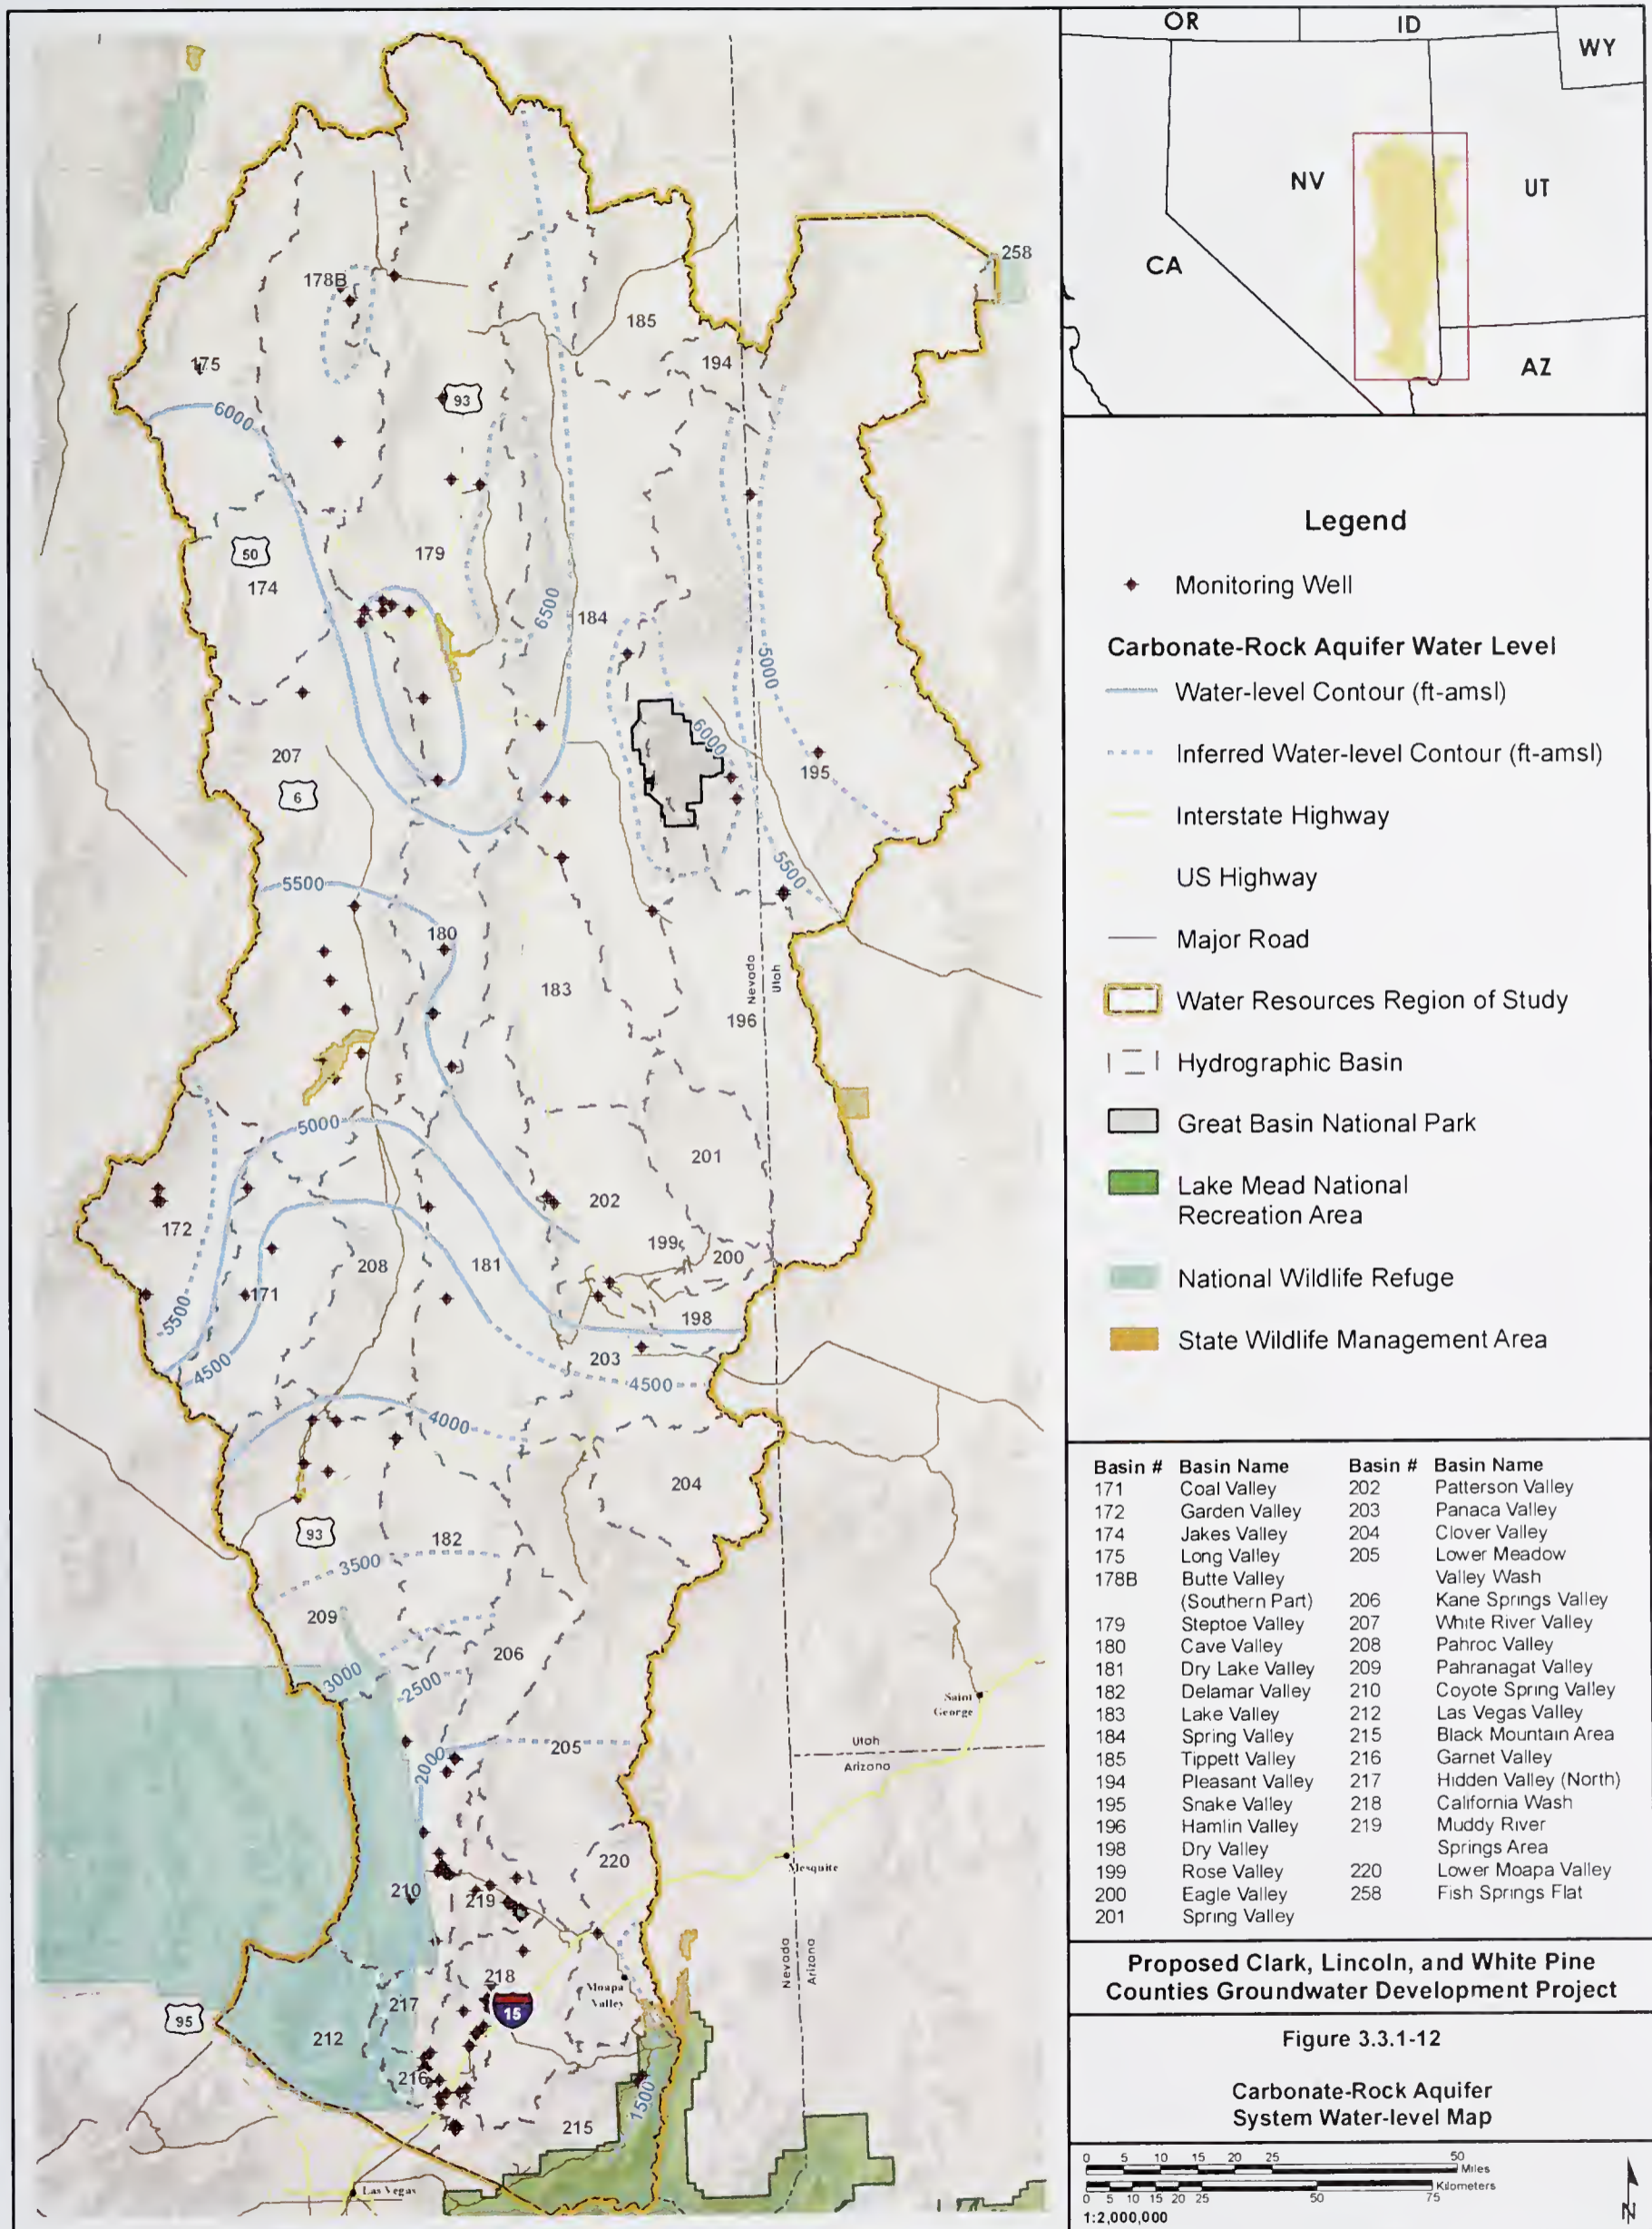 OR
ID
WY
NV
UT
CA
AZ
258
178B
185
175
194
93
6000
50
179
174
6500
184
5000
6000
195
207
6
5500
5500
180
183
Nevada
Utah
196
5000
201
202
172
199
200
208
181
171
5500
198
203
4500
4500
4000
204
93
182
3500
209
206
3000
2500
Saint
George
Utah
Arizona
205
2000
220
Mesquite
210
219
218
Moapa
Valley
Nevada
Arizona
217
15
95
212
216
1500
215
Las Vegas
Legend
Monitoring Well
Carbonate-Rock Aquifer Water Level
Water-level Contour (ft-amsl)
Inferred Water-level Contour (ft-amsl)
Interstate Highway
US Highway
Major Road
Water Resources Region of Study
Hydrographic Basin
Great Basin National Park
Lake Mead National
Recreation Area
National Wildlife Refuge
State Wildlife Management Area
Basin # Basin Name Basin # Basin Name
171 Coal Valley 202 Patterson Valley
172 Garden Valley 203 Panaca Valley
174 Jakes Valley 204 Clover Valley
175 Long Valley 205 Lower Meadow
178B Butte Valley Valley Wash
(Southern Part) 206 Kane Springs Valley
179 Steptoe Valley 207 White River Valley
180 Cave Valley 208 Pahroc Valley
181 Dry Lake Valley 209 Pahranagat Valley
182 Delamar Valley 210 Coyote Spring Valley
183 Lake Valley 212 Las Vegas Valley
184 Spring Valley 215 Black Mountain Area
185 Tippett Valley 216 Garnet Valley
194 Pleasant Valley 217 Hidden Valley (North)
195 Snake Valley 218 California Wash
196 Hamlin Valley 219 Muddy River
198 Dry Valley Springs Area
199 Rose Valley 220 Lower Moapa Valley
200 Eagle Valley 258 Fish Springs Flat
201 Spring Valley
Proposed Clark, Lincoln, and White Pine
Counties Groundwater Development Project
Figure 3.3.1-12
Carbonate-Rock Aquifer
System Water-level Map
0 5 10 15 20 25 50
Miles
Kilometers
0 5 10 15 20 25 50 75
1:2,000,000
N